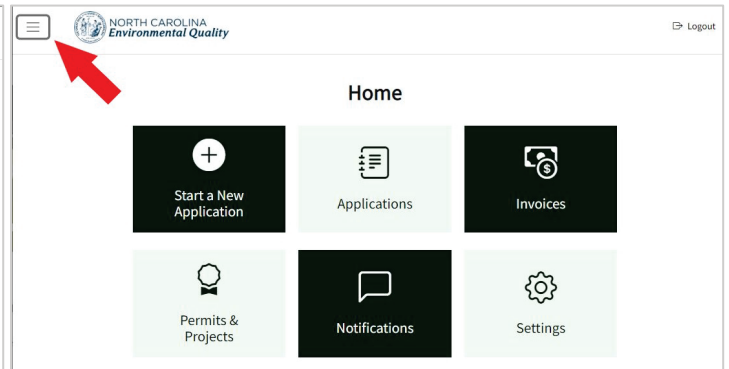 NORTH CAROLINA
Environmental Quality
Logout
Home
Start a New
Application
Applications
Invoices
Permits &
Projects
Notifications
Settings